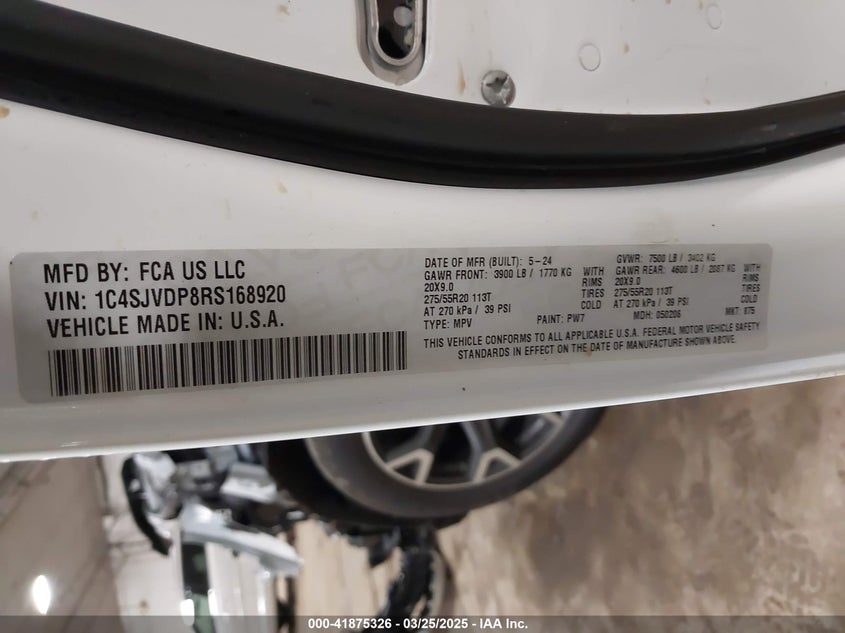 MFD BY: FCA US LLC
VIN: 1C4SJVDP8RS168920
VEHICLE MADE IN: U.S.A.
DATE OF MFR (BUILT): 5-24
GVWR: 7500 LB / 3402 KG
GAWR FRONT: 3900 LB / 1770 KG WITH
GAWR REAR: 4600 LB / 2087 KG WITH
20X9.0 RIMS
20X9.0 RIMS
275/55R20 113T TIRES
275/55R20 113T TIRES
AT 270 kPa / 39 PSI COLD
AT 270 kPa / 39 PSI COLD
TYPE: MPV PAINT: PW7 MDH: 050206 MKT: 875
THIS VEHICLE CONFORMS TO ALL APPLICABLE U.S.A. FEDERAL MOTOR VEHICLE SAFETY
STANDARDS IN EFFECT ON THE DATE OF MANUFACTURE SHOWN ABOVE.
000-41875326 - 03/25/2025 - IAA Inc.